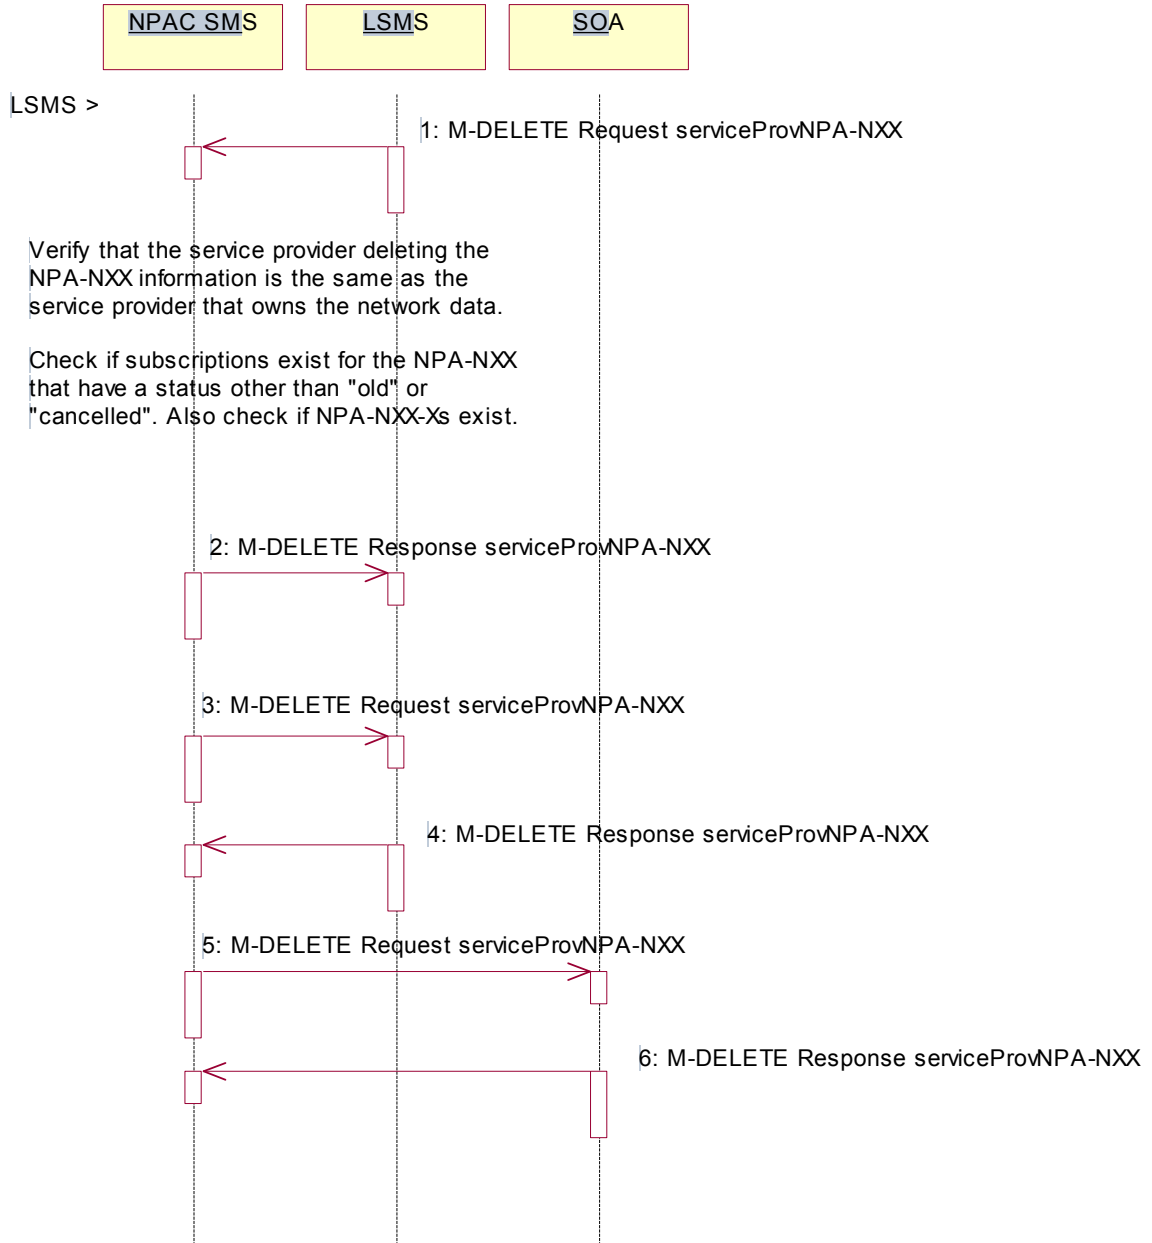 NPAC SMS
LSMS
SOA
LSMS >
1: M-DELETE Request serviceProvNPA-NXX
Verify that the service provider deleting the
NPA-NXX information is the same as the
service provider that owns the network data.
Check if subscriptions exist for the NPA-NXX
that have a status other than "old" or
"cancelled". Also check if NPA-NXX-Xs exist.
2: M-DELETE Response serviceProvNPA-NXX
3: M-DELETE Request serviceProvNPA-NXX
4: M-DELETE Response serviceProvNPA-NXX
5: M-DELETE Request serviceProvNPA-NXX
6: M-DELETE Response serviceProvNPA-NXX